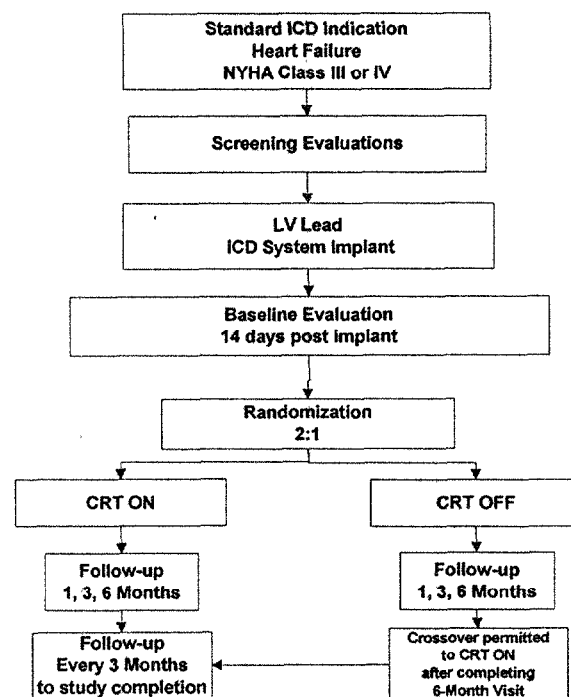 Standard ICD Indication
Heart Failure
NYHA Class III or IV
Screening Evaluations
LV Lead
ICD System Implant
Baseline Evaluation
14 days post implant
Randomization
2:1
CRT ON
CRT OFF
Follow-up
1, 3, 6 Months
Follow-up
1, 3, 6 Months
Follow-up
Every 3 Months
to study completion
Crossover permitted
to CRT ON
after completing
6-Month Visit